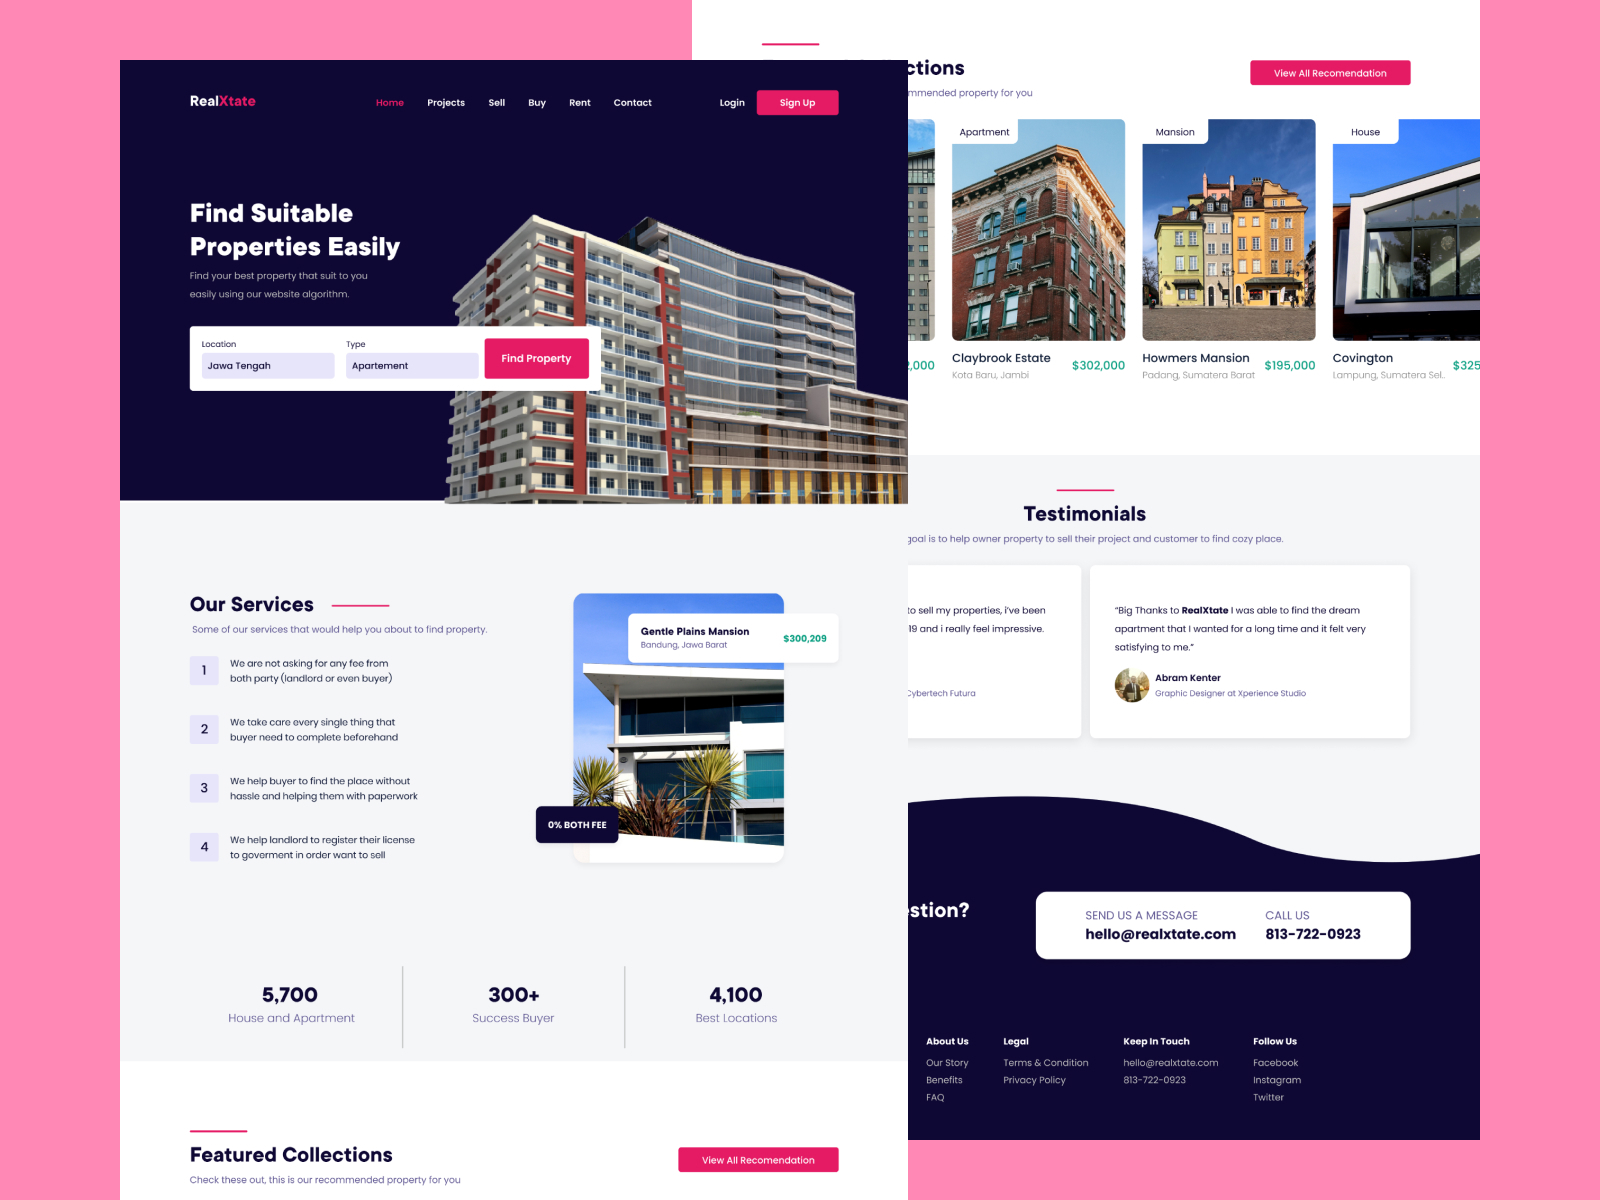 RealXtate
Home Projects Sell Buy Rent Contact
Login Sign Up
Find Suitable
Properties Easily
Find your best property that suit to you
easily using our website algorithm.
Location
Jawa Tengah
Type
Apartement
Find Property
Our Services
Some of our services that would help you about to find property.
1
We are not asking for any fee from
both party (landlord or even buyer)
2
We take care every single thing that
buyer need to complete beforehand
3
We help buyer to find the place without
hassle and helping them with paperwork
4
We help landlord to register their license
to goverment in order want to sell
Gentle Plains Mansion
Bandung, Jawa Barat
$300,209
0% BOTH FEE
5,700
House and Apartment
300+
Success Buyer
4,100
Best Locations
Featured Collections
Check these out, this is our recommended property for you
View All Recomendation
ctions
mmended property for you
View All Recomendation
,000
Apartment
Claybrook Estate
Kota Baru, Jambi
$302,000
Mansion
Howmers Mansion
Padang, Sumatera Barat
$195,000
House
Covington
Lampung, Sumatera Sel..
$325
Testimonials
goal is to help owner property to sell their project and customer to find cozy place.
to sell my properties, i've been
19 and i really feel impressive.
Cybertech Futura
“Big Thanks to RealXtate I was able to find the dream
apartment that I wanted for a long time and it felt very
satisfying to me.”
Abram Kenter
Graphic Designer at Xperience Studio
estion?
SEND US A MESSAGE
hello@realxtate.com
CALL US
813-722-0923
About Us
Our Story
Benefits
FAQ
Legal
Terms & Condition
Privacy Policy
Keep In Touch
hello@realxtate.com
813-722-0923
Follow Us
Facebook
Instagram
Twitter